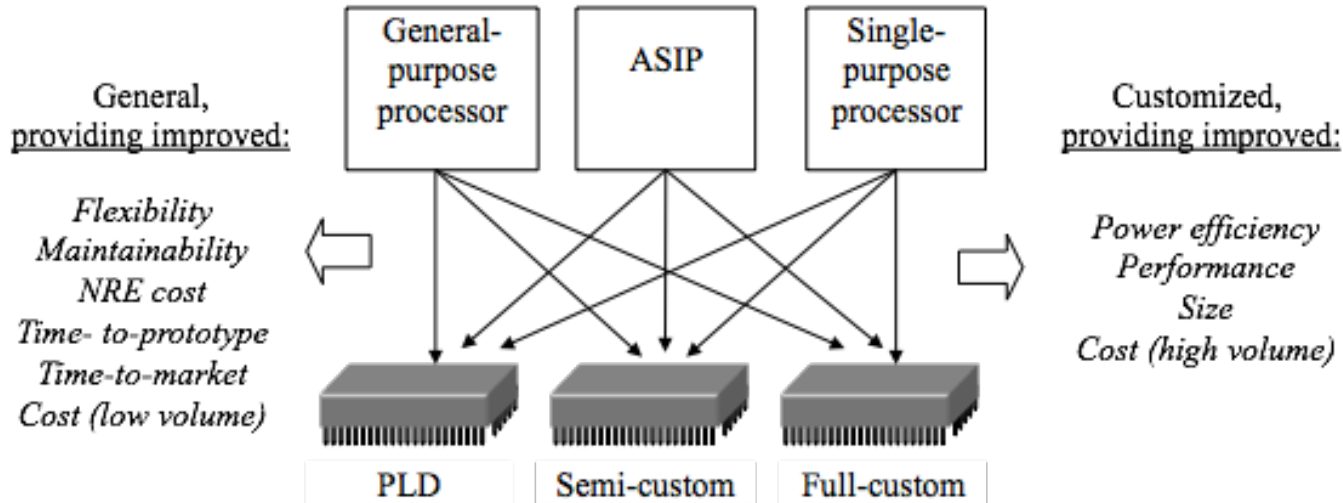 General-
purpose
processor
ASIP
Single-
purpose
processor
General,
providing improved:
Customized,
providing improved:
Flexibility
Maintainability
NRE cost
Time- to-prototype
Time-to-market
Cost (low volume)
Power efficiency
Performance
Size
Cost (high volume)
PLD
Semi-custom
Full-custom